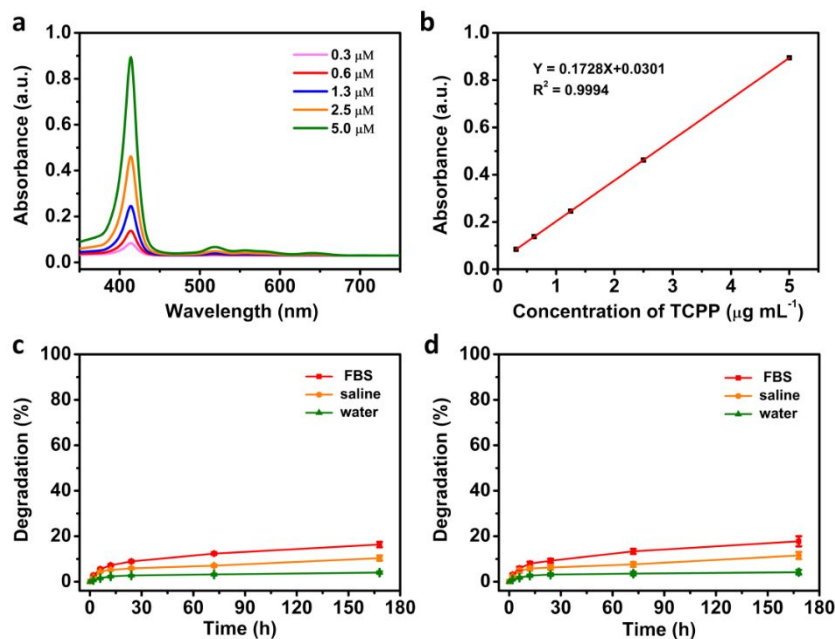 a
1.0
0.8
0.6
0.4
0.2
0.0
Absorbance (a.u.)
400
500
600
700
Wavelength (nm)
0.3 μM
0.6 μM
1.3 μM
2.5 μM
5.0 μM
b
1.0
0.8
0.6
0.4
0.2
0.0
Absorbance (a.u.)
Y = 0.1728X+0.0301
R² = 0.9994
0
1
2
3
4
5
Concentration of TCPP (μg mL⁻¹)
c
100
80
60
40
20
0
Degradation (%)
FBS
saline
water
0
30
60
90
120
150
180
Time (h)
d
100
80
60
40
20
0
Degradation (%)
FBS
saline
water
0
30
60
90
120
150
180
Time (h)